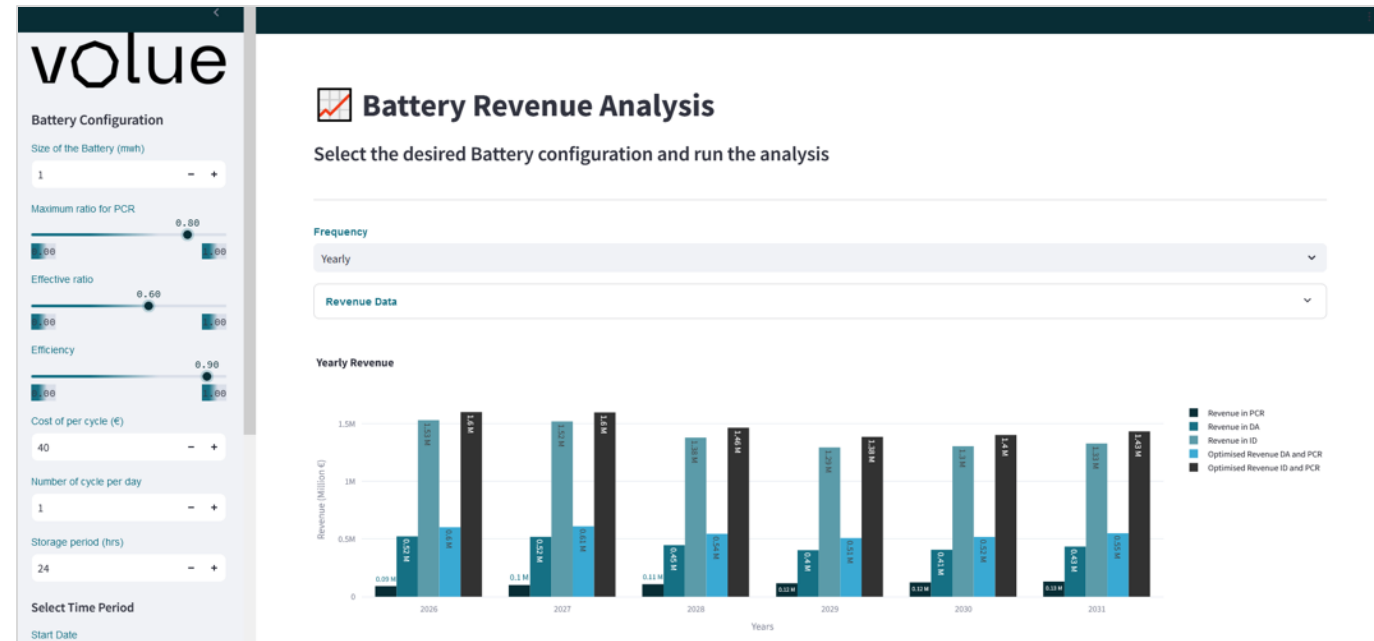 volue
Battery Configuration
Size of the Battery (mwh)
1
- +
Maximum ratio for PCR
0.80
Effective ratio
0.60
Efficiency
0.90
Cost of per cycle (€)
40
- +
Number of cycle per day
1
- +
Storage period (hrs)
24
- +
Select Time Period
Start Date
Battery Revenue Analysis
Select the desired Battery configuration and run the analysis
Frequency
Yearly
Revenue Data
Yearly Revenue
Revenue (Million €)
1.5M
1M
0.5M
0
0.09 M
0.52 M
1.53 M
0.6 M
1.6 M
0.1 M
0.52 M
1.52 M
0.61 M
1.6 M
0.11 M
0.45 M
1.38 M
0.54 M
1.46 M
0.12 M
0.4 M
1.29 M
0.51 M
1.38 M
0.12 M
0.41 M
1.3 M
0.52 M
1.4 M
0.13 M
0.43 M
1.33 M
0.55 M
1.43 M
2026
2027
2028
2029
2030
2031
Years
Revenue in PCR
Revenue in DA
Revenue in ID
Optimised Revenue DA and PCR
Optimised Revenue ID and PCR